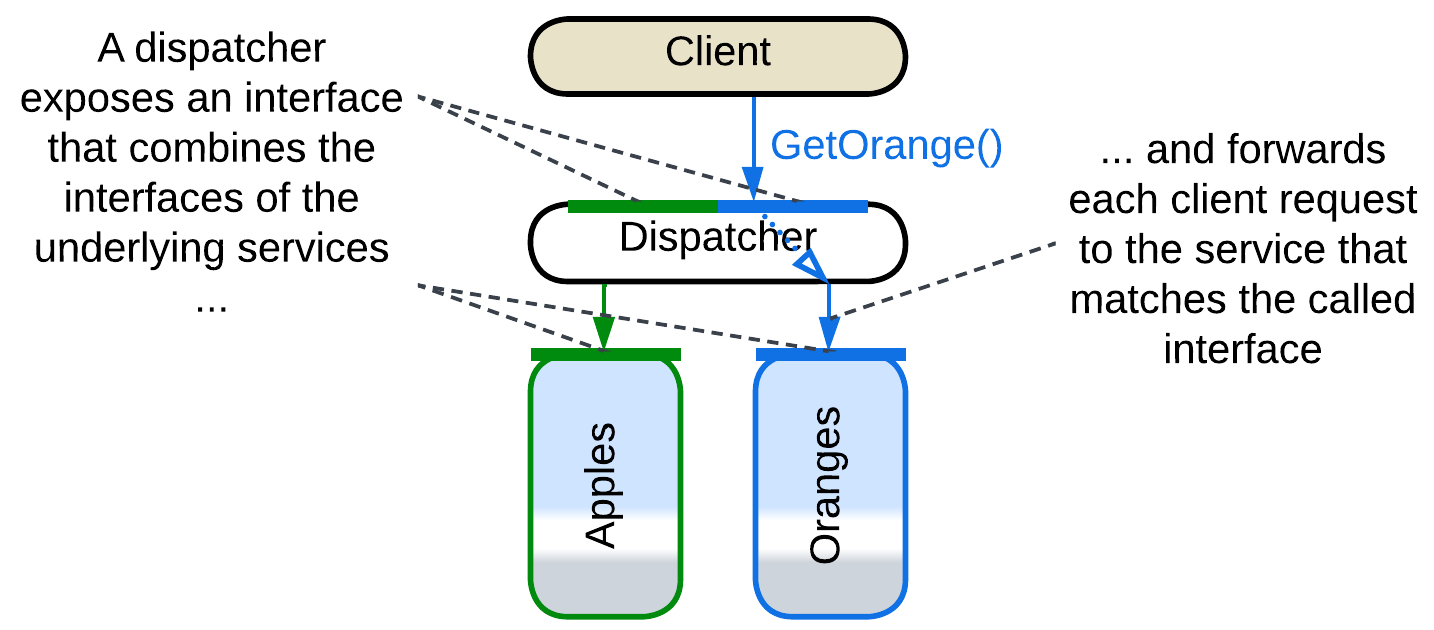 A dispatcher
exposes an interface
that combines the
interfaces of the
underlying services
...
Client
GetOrange()
Dispatcher
... and forwards
each client request
to the service that
matches the called
interface
Apples
Oranges